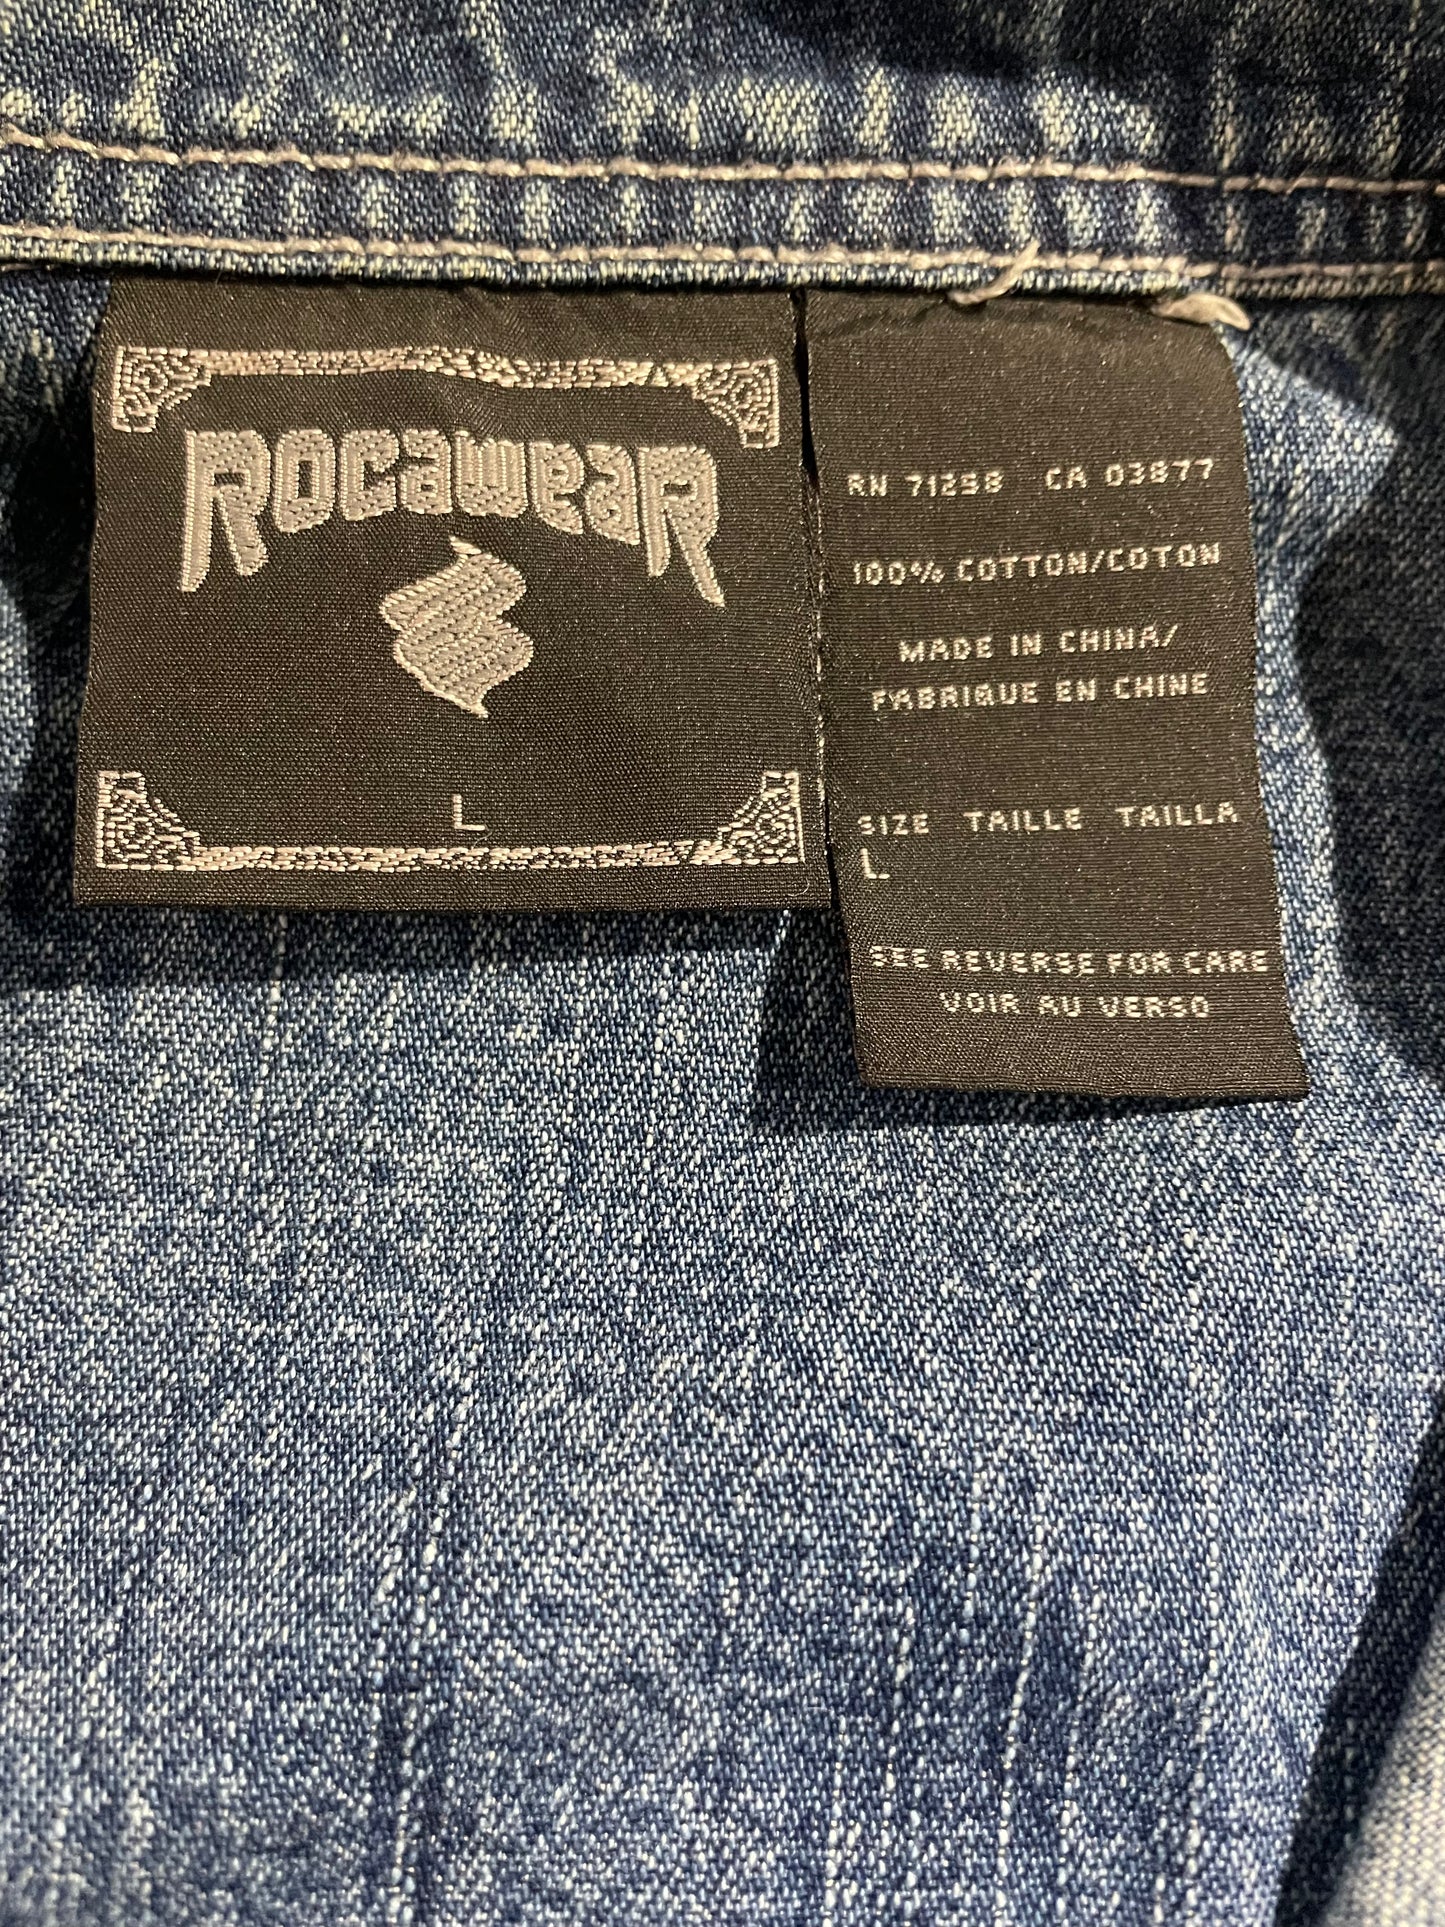 ROCAWEAR
L
RN 71258 CA 03877
100% COTTON/COTON
MADE IN CHINA/
FABRIQUE EN CHINE
SIZE TAILLE TAILLA
L
SEE REVERSE FOR CARE
VOIR AU VERSO